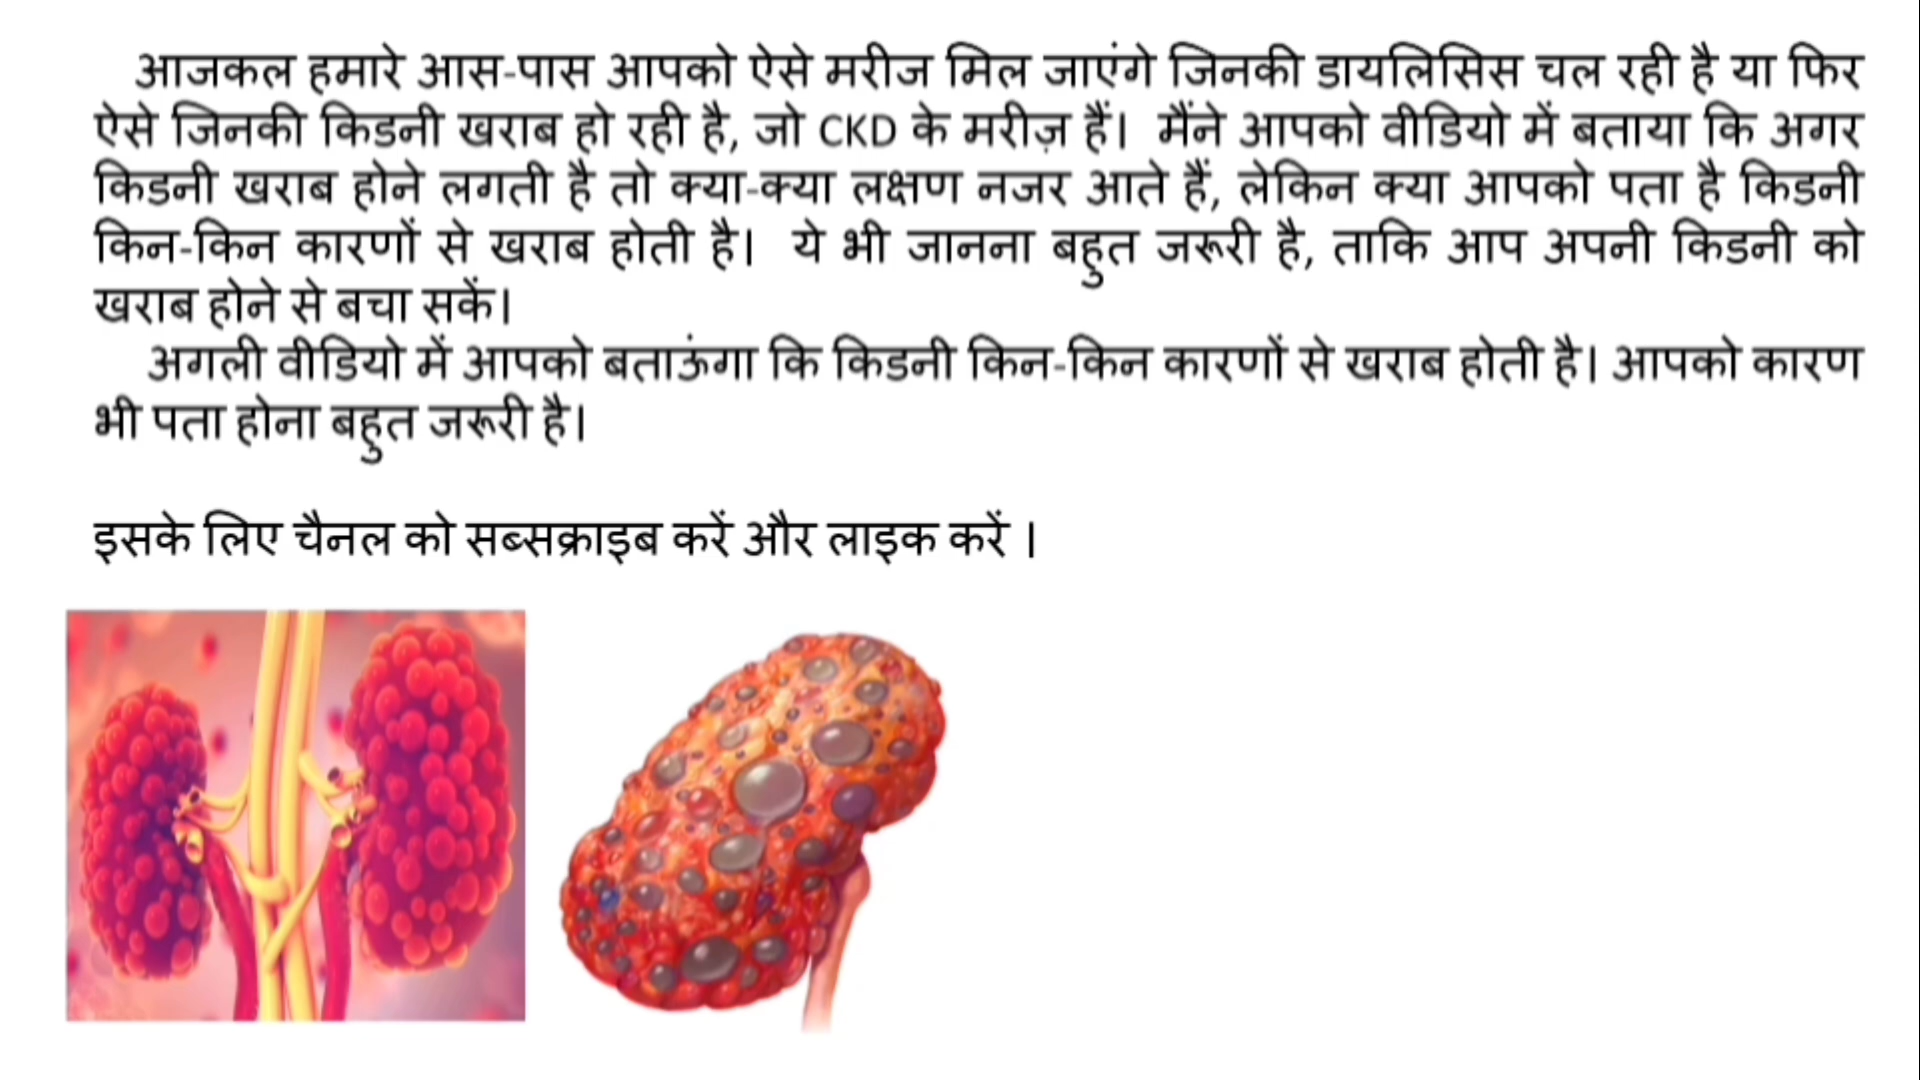 आजकल हमारे आस-पास आपको ऐसे मरीज मिल जाएंगे जिनकी डायलिसिस चल रही है या फिर
ऐसे जिनकी किडनी खराब हो रही है, जो CKD के मरीज़ हैं। मैंने आपको वीडियो में बताया कि अगर
किडनी खराब होने लगती है तो क्या-क्या लक्षण नजर आते हैं, लेकिन क्या आपको पता है किडनी
किन-किन कारणों से खराब होती है। ये भी जानना बहुत जरूरी है, ताकि आप अपनी किडनी को
खराब होने से बचा सकें।
अगली वीडियो में आपको बताऊंगा कि किडनी किन-किन कारणों से खराब होती है। आपको कारण
भी पता होना बहुत जरूरी है।
इसके लिए चैनल को सब्सक्राइब करें और लाइक करें ।